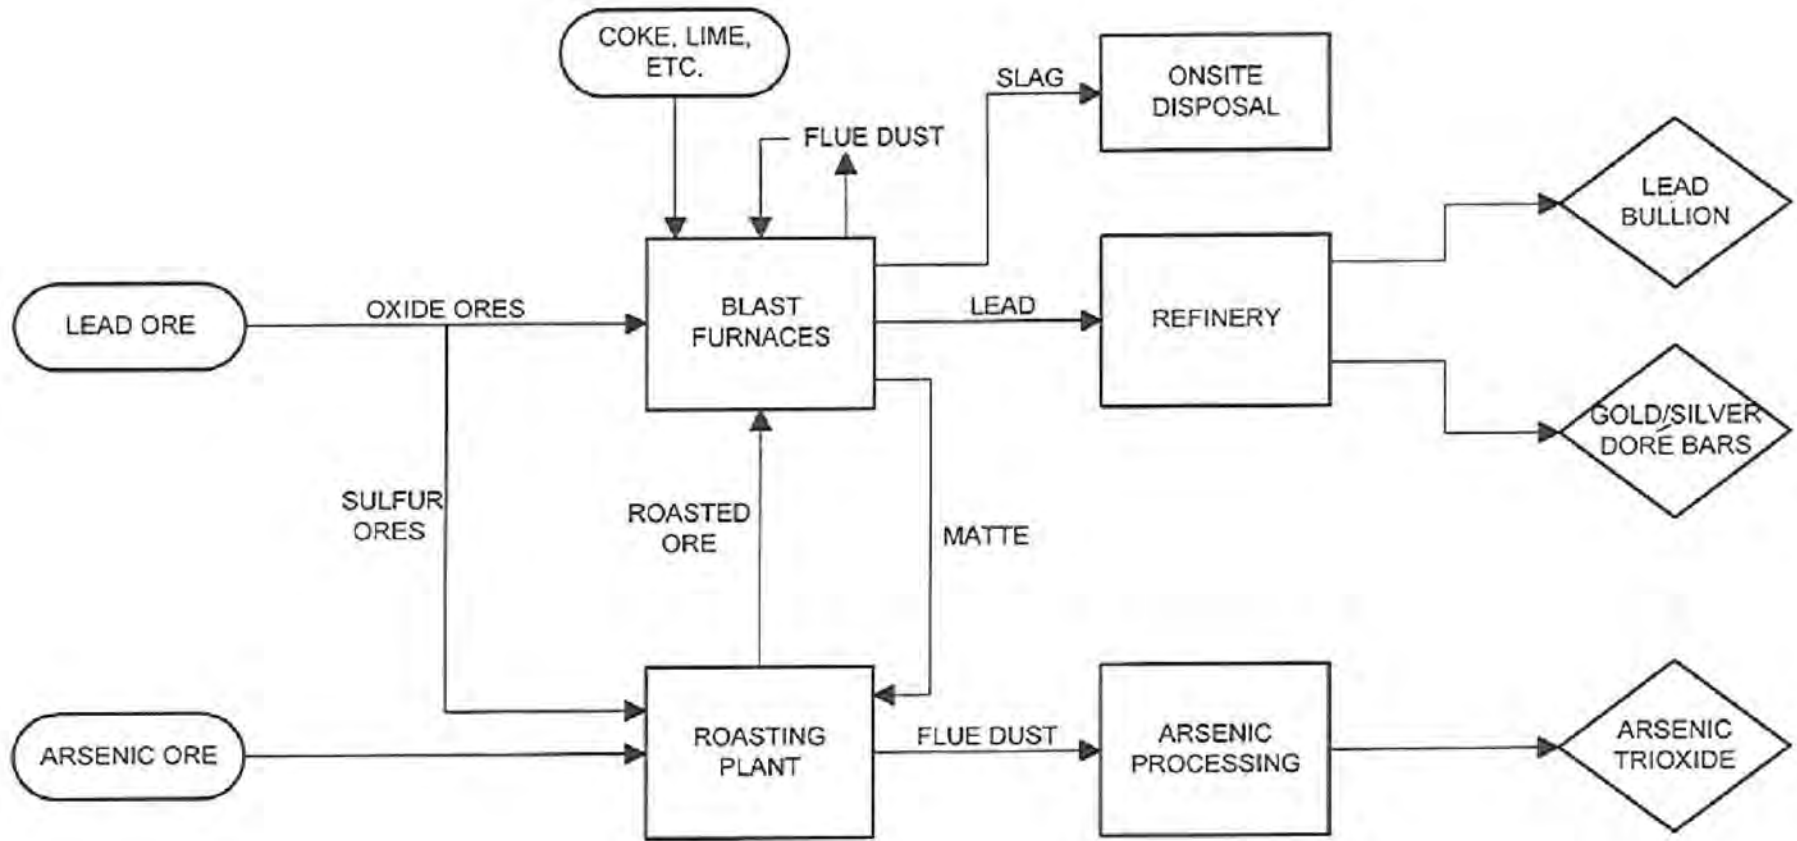 COKE, LIME,
ETC.
SLAG
ONSITE
DISPOSAL
FLUE DUST
LEAD
BULLION
LEAD ORE
OXIDE ORES
BLAST
FURNACES
LEAD
REFINERY
GOLD/SILVER
DORÉ BARS
SULFUR
ORES
ROASTED
ORE
MATTE
ARSENIC ORE
ROASTING
PLANT
FLUE DUST
ARSENIC
PROCESSING
ARSENIC
TRIOXIDE